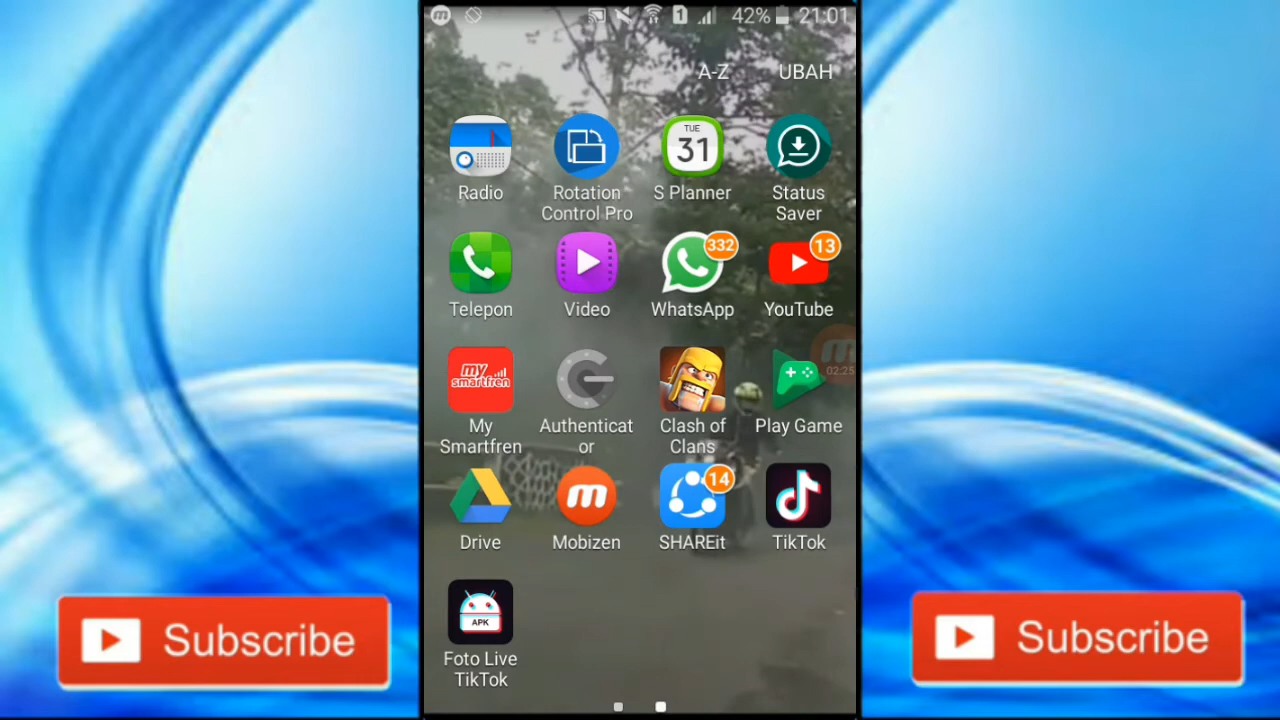 42% 21:01
A-Z UBAH
TUE
31
Radio
Rotation
Control Pro
S Planner
Status
Saver
332
13
Telepon
Video
WhatsApp
YouTube
my
smartfren
02:25
My
Smartfren
Authenticat
or
Clash of
Clans
Play Game
14
Drive
Mobizen
SHAREit
TikTok
APK
Foto Live
TikTok
Subscribe
Subscribe